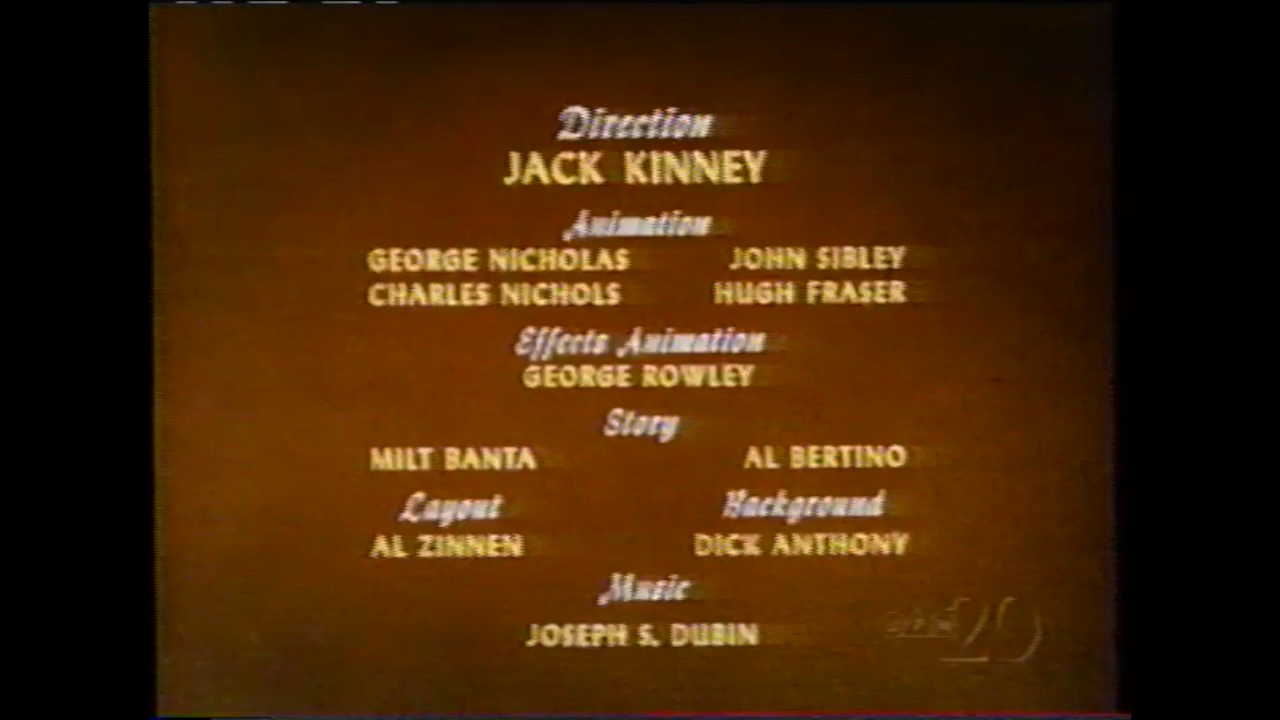 Direction
JACK KINNEY
Animation
GEORGE NICHOLAS JOHN SIBLEY
CHARLES NICHOLS HUGH FRASER
Effects Animation
GEORGE ROWLEY
Story
MILT BANTA AL BERTINO
Layout Background
AL ZINNEN DICK ANTHONY
Music
JOSEPH S. DUBIN
29